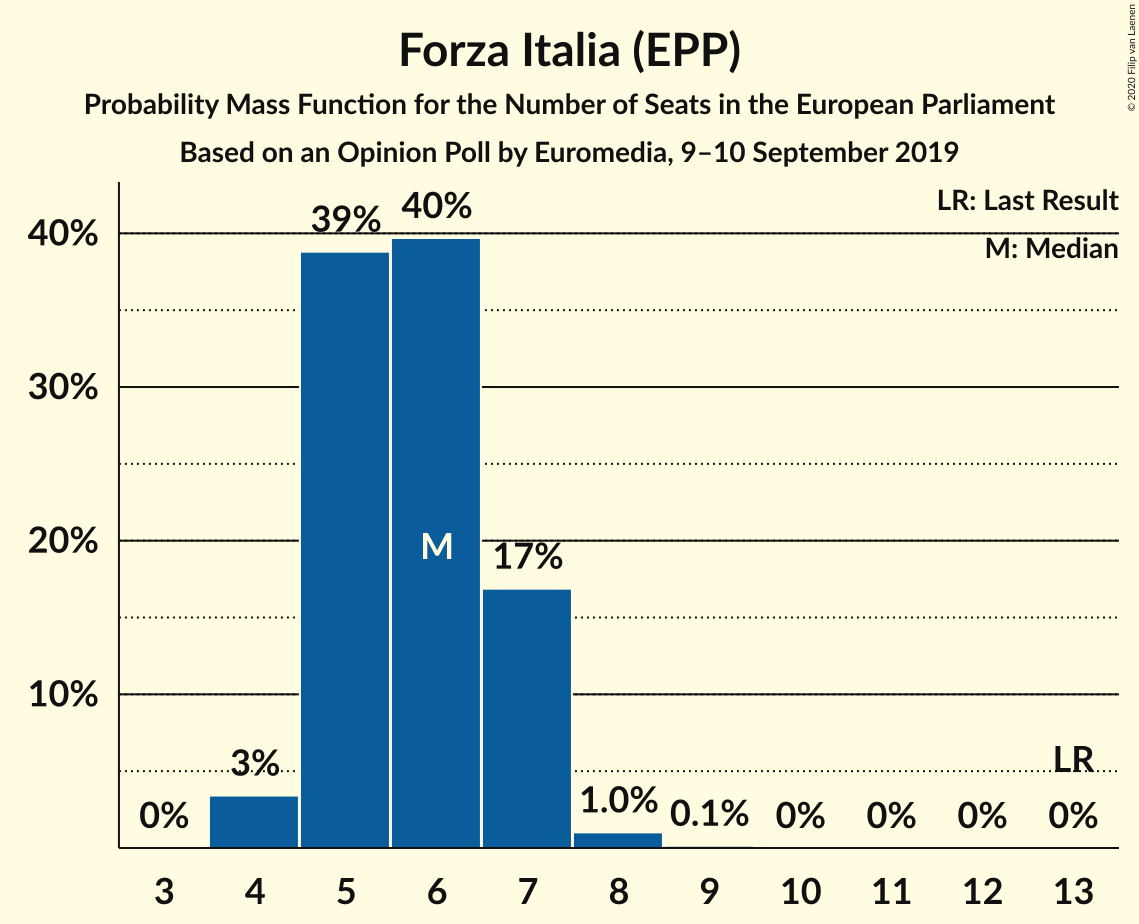 Forza Italia (EPP)
Probability Mass Function for the Number of Seats in the European Parliament
Based on an Opinion Poll by Euromedia, 9–10 September 2019
© 2020 Filip van Laenen
LR: Last Result
M: Median
40%
30%
20%
10%
0%
3%
39%
40%
M
17%
1.0%
0.1%
0%
0%
0%
LR
0%
3 4 5 6 7 8 9 10 11 12 13